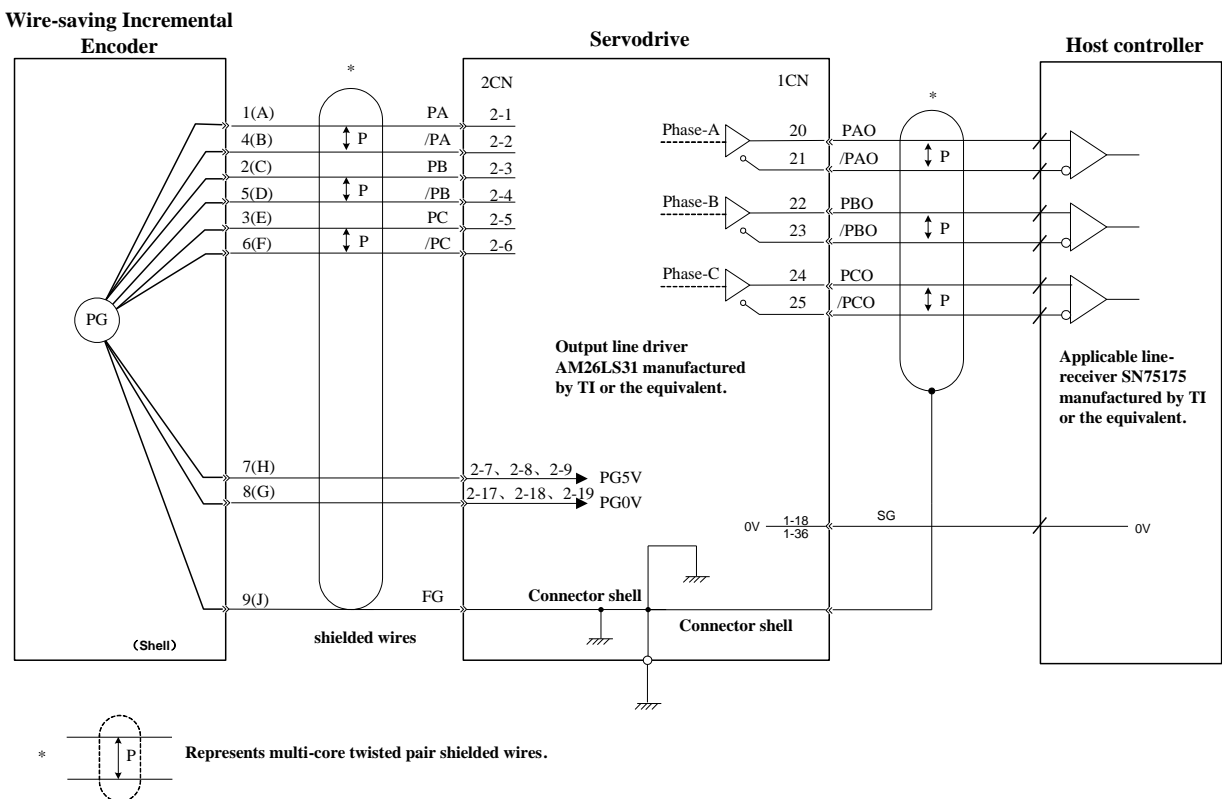 Wire-saving Incremental
Encoder
Servodrive
Host controller
*
2CN
1CN
*
1(A)
PA
2-1
4(B)
P
/PA
2-2
2(C)
PB
2-3
5(D)
P
/PB
2-4
3(E)
PC
2-5
6(F)
P
/PC
2-6
Phase-A
20
PAO
21
/PAO
P
Phase-B
22
PBO
23
/PBO
P
Phase-C
24
PCO
25
/PCO
P
PG
Output line driver
AM26LS31 manufactured
by TI or the equivalent.
Applicable line-
receiver SN75175
manufactured by TI
or the equivalent.
7(H)
2-7、2-8、2-9
PG5V
8(G)
2-17、2-18、2-19
PG0V
0V
1-18
1-36
SG
0V
9(J)
FG
Connector shell
Connector shell
(Shell)
shielded wires
*
P
Represents multi-core twisted pair shielded wires.